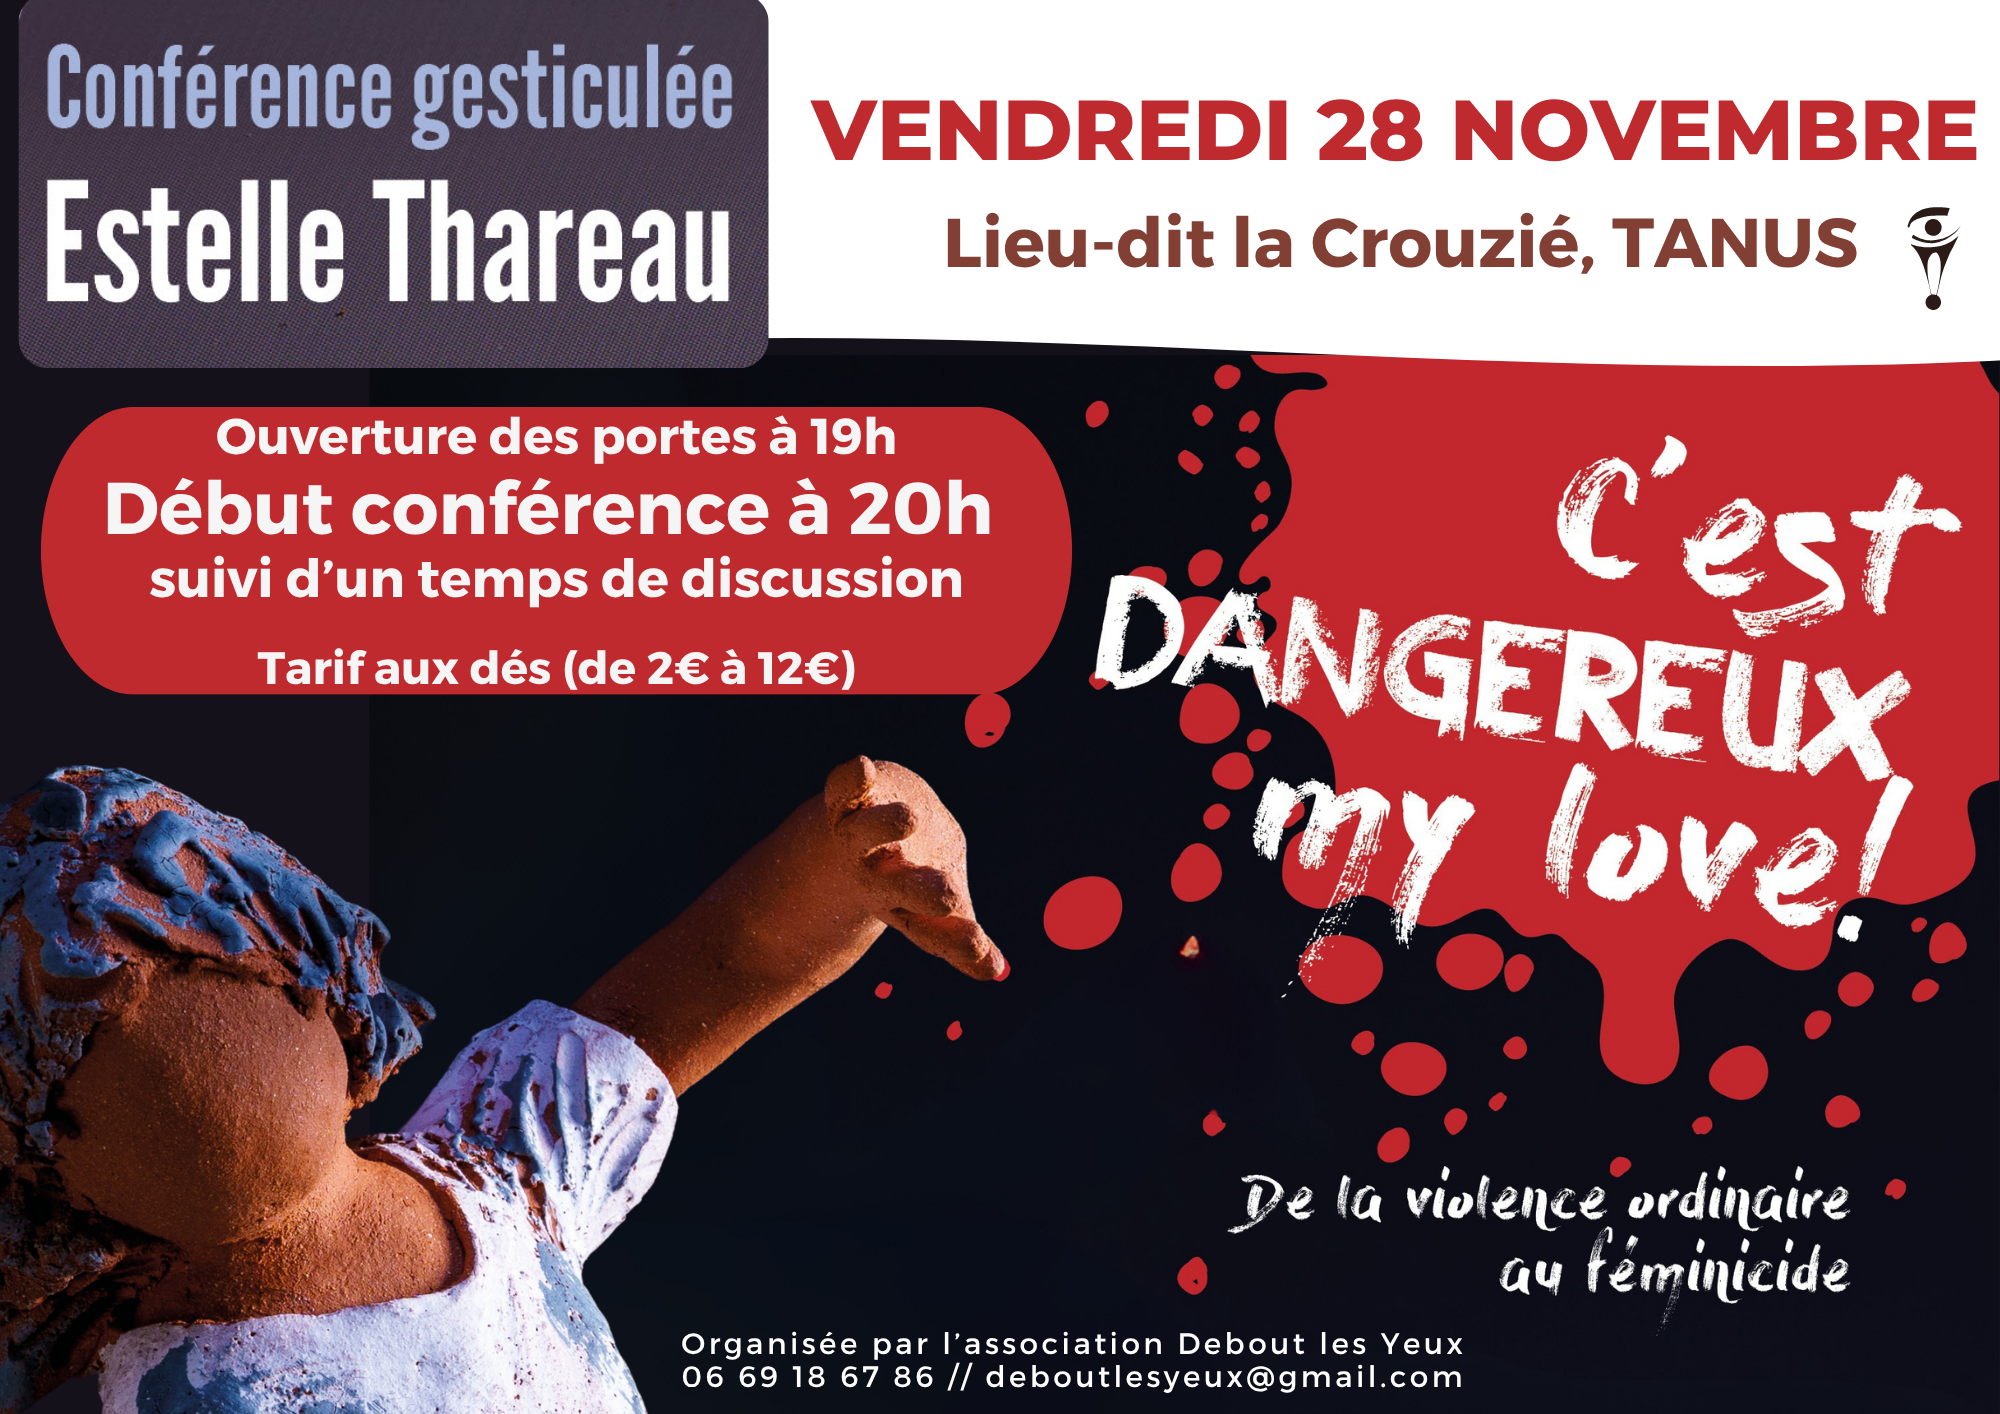 Conférence gesticulée
Estelle Thareau
VENDREDI 28 NOVEMBRE
Lieu-dit la Crouzié, TANUS
Ouverture des portes à 19h
Début conférence à 20h
suivi d’un temps de discussion
Tarif aux dés (de 2€ à 12€)
C'est
DANGEREUX
my love!
De la violence ordinaire
au féminicide
Organisée par l’association Debout les Yeux
06 69 18 67 86 // deboutlesyeux@gmail.com